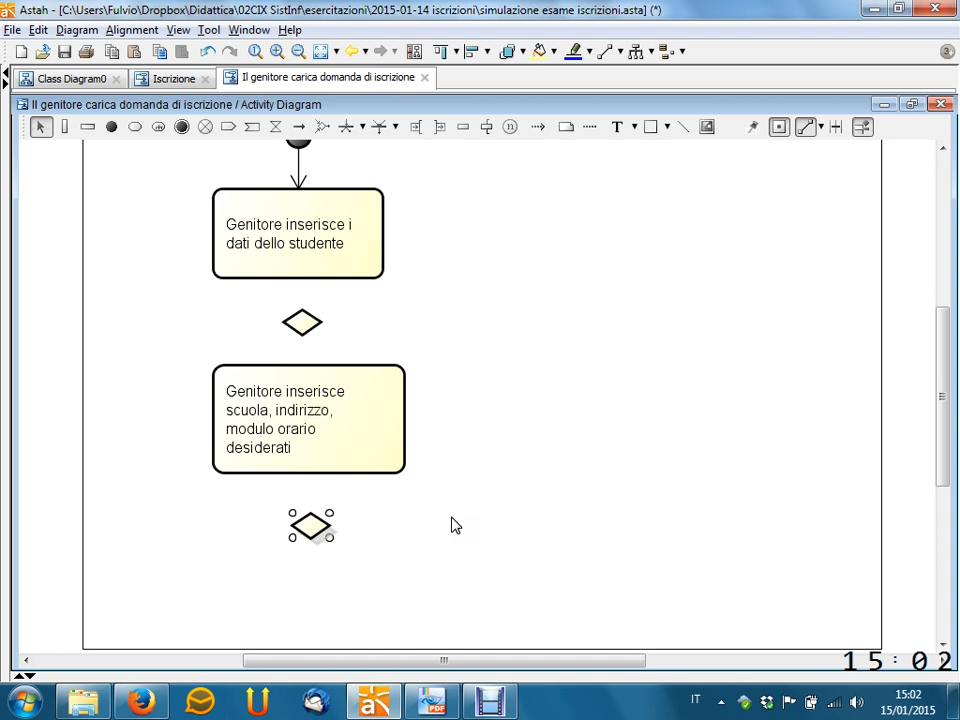 Astah - [C:\Users\Fulvio\Dropbox\Didattica\02CIX SistInf\esercitazioni\2015-01-14 iscrizioni\simulazione esame iscrizioni.asta] (*)
File Edit Diagram Alignment View Tool Window Help
3
Class Diagram0
Iscrizione
Il genitore carica domanda di iscrizione
Il genitore carica domanda di iscrizione / Activity Diagram
n
T
Genitore inserisce i
dati dello studente
Genitore inserisce
scuola, indirizzo,
modulo orario
desiderati
15:02
PDF
IT
15:02
15/01/2015